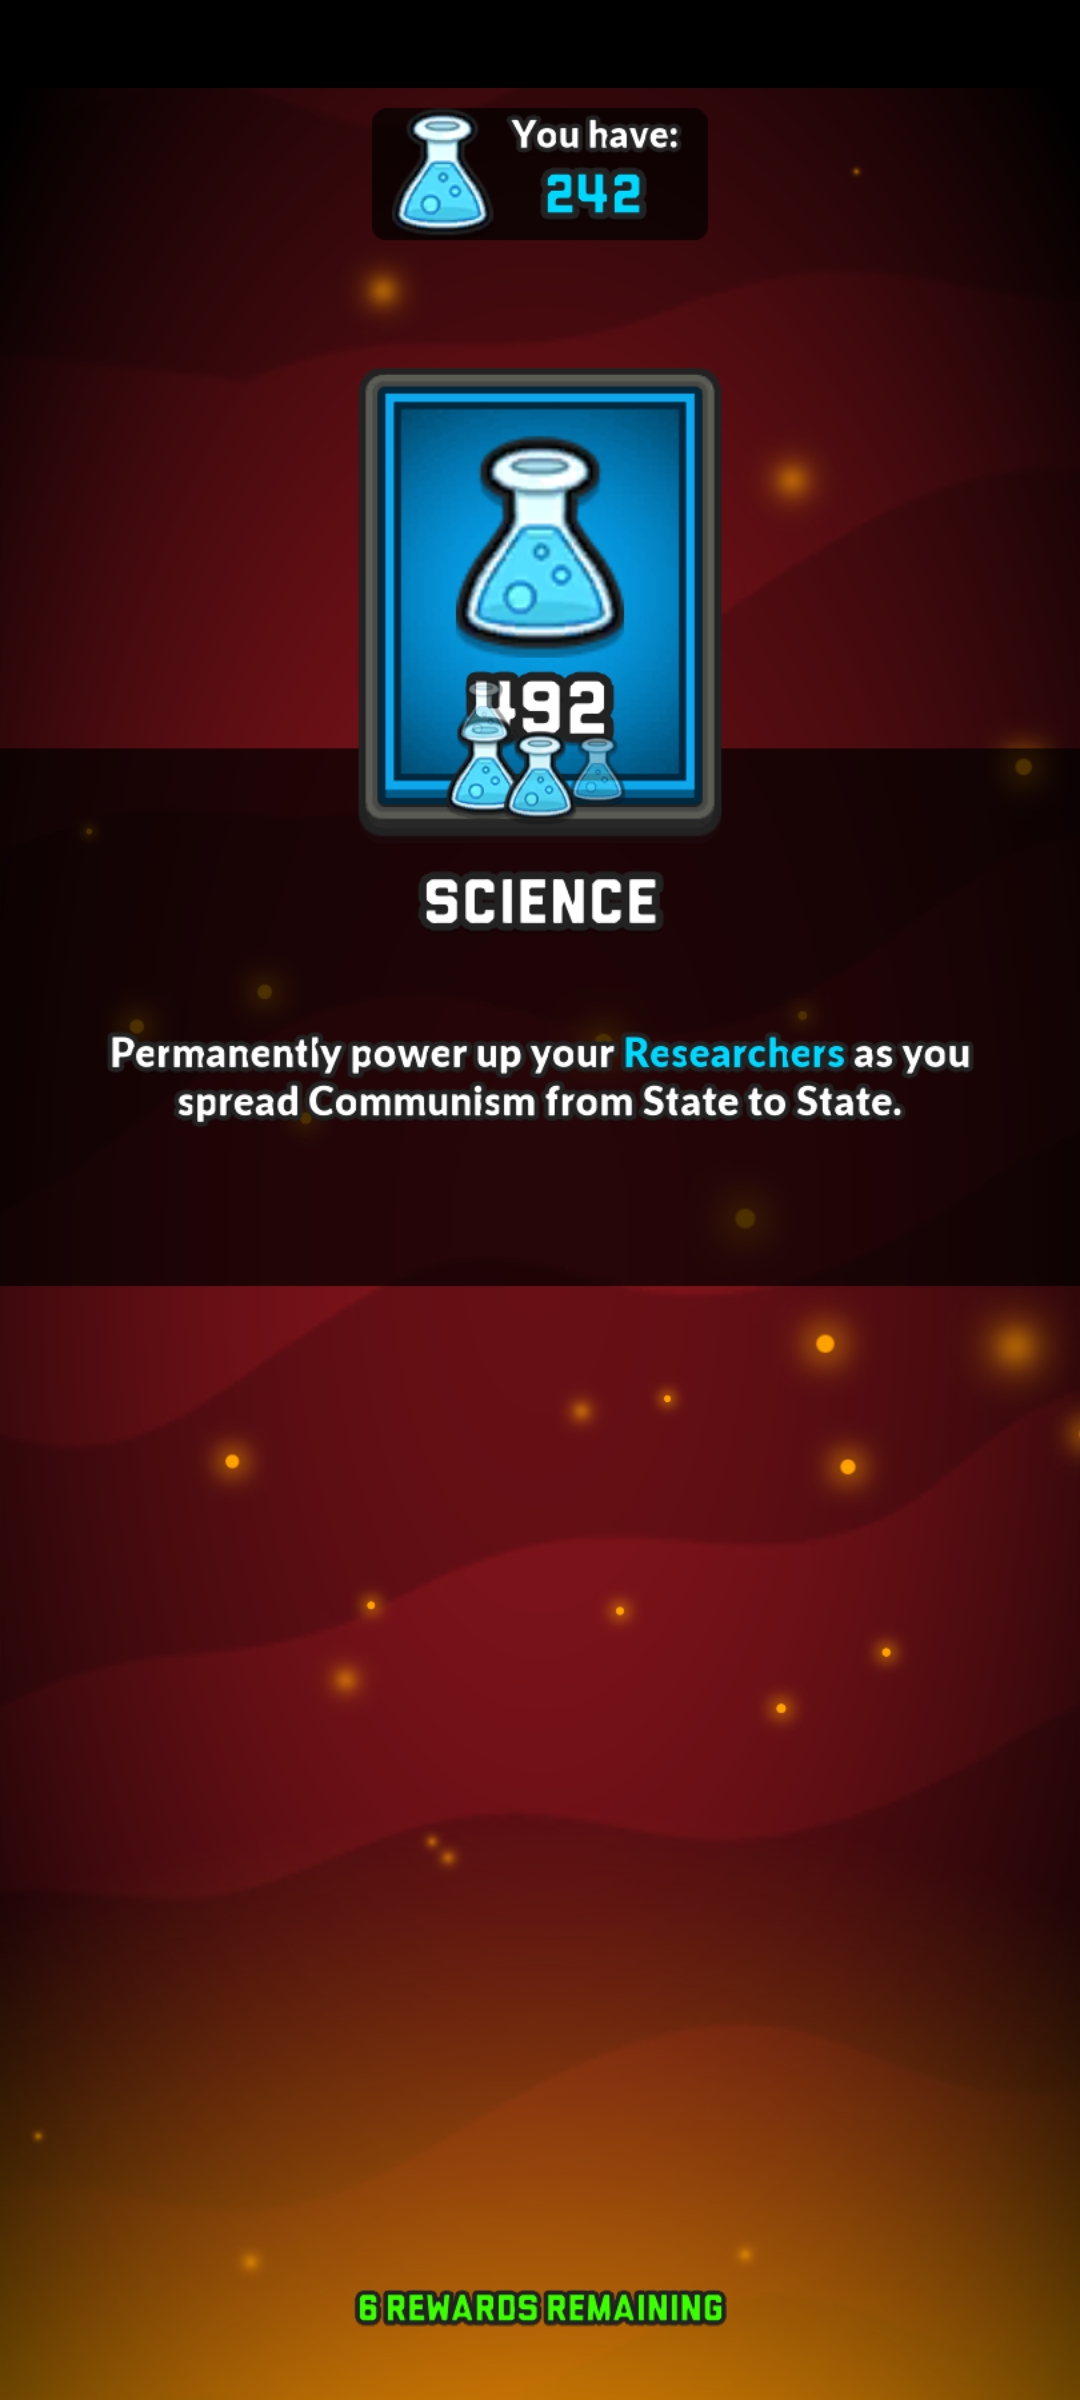 You have:
242
492
SCIENCE
Permanently power up your Researchers as you
spread Communism from State to State.
6 REWARDS REMAINING